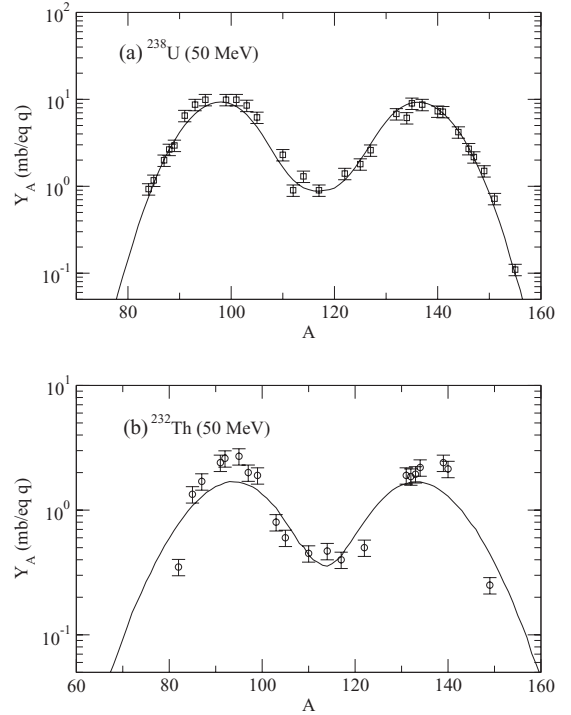 10²
(a) ²³⁸U (50 MeV)
10¹
Y_A (mb/eq q)
10⁰
10⁻¹
80 100 120 140 160
A
10¹
(b) ²³²Th (50 MeV)
10⁰
Y_A (mb/eq q)
10⁻¹
60 80 100 120 140 160
A